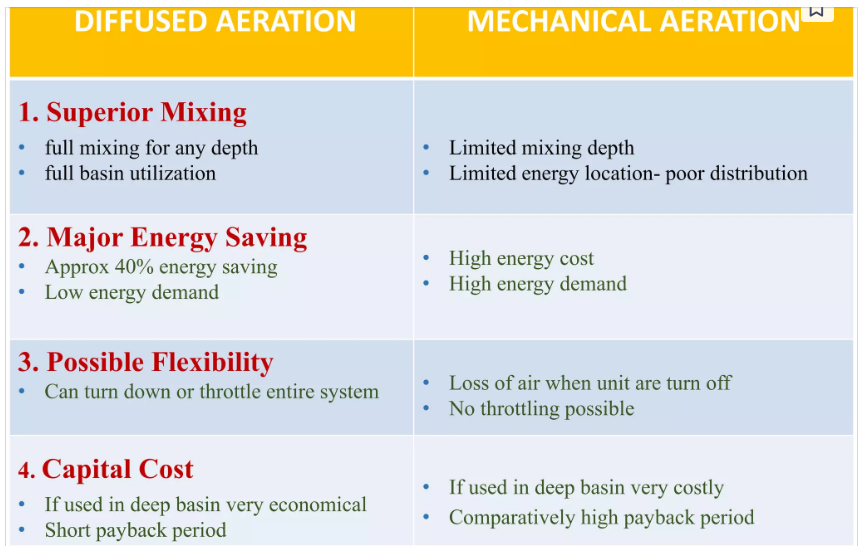 DIFFUSED AERATION
MECHANICAL AERATION
1. Superior Mixing
• full mixing for any depth
• full basin utilization
• Limited mixing depth
• Limited energy location- poor distribution
2. Major Energy Saving
• Approx 40% energy saving
• Low energy demand
• High energy cost
• High energy demand
3. Possible Flexibility
• Can turn down or throttle entire system
• Loss of air when unit are turn off
• No throttling possible
4. Capital Cost
• If used in deep basin very economical
• Short payback period
• If used in deep basin very costly
• Comparatively high payback period